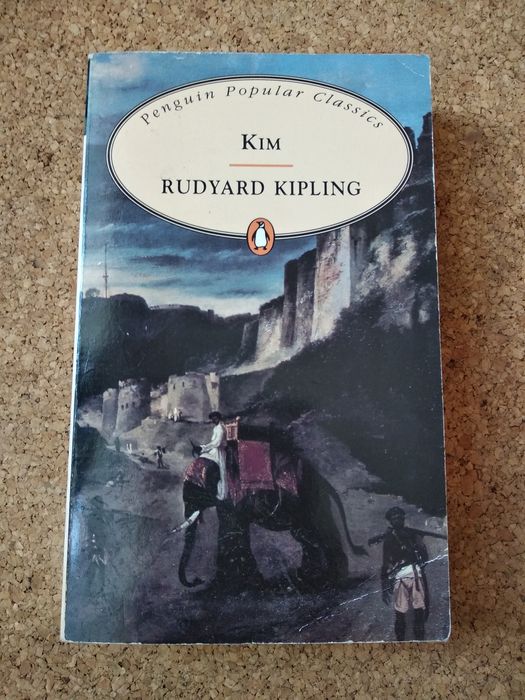 Penguin Popular Classics
KIM
RUDYARD KIPLING